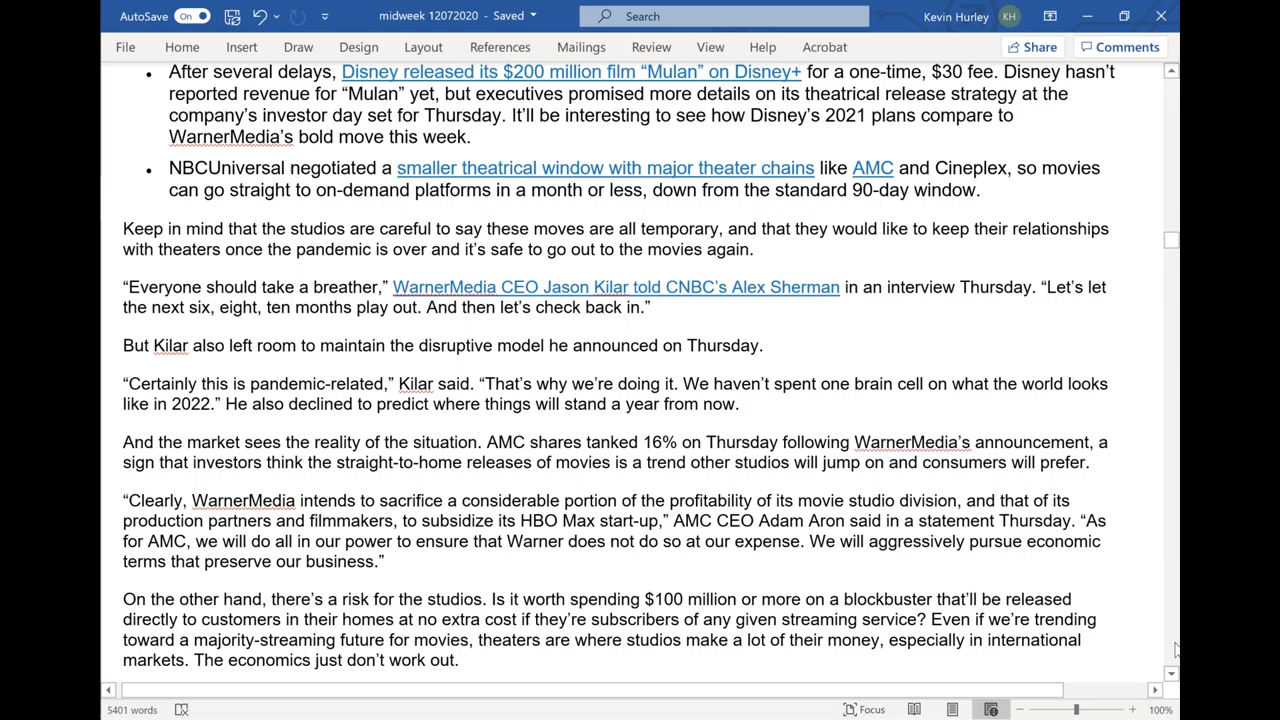 AutoSave On midweek 12072020 - Saved Search Kevin Hurley KH
File Home Insert Draw Design Layout References Mailings Review View Help Acrobat Share Comments
• After several delays, Disney released its $200 million film “Mulan” on Disney+ for a one-time, $30 fee. Disney hasn’t
reported revenue for “Mulan” yet, but executives promised more details on its theatrical release strategy at the
company’s investor day set for Thursday. It’ll be interesting to see how Disney’s 2021 plans compare to
WarnerMedia’s bold move this week.
• NBCUniversal negotiated a smaller theatrical window with major theater chains like AMC and Cineplex, so movies
can go straight to on-demand platforms in a month or less, down from the standard 90-day window.
Keep in mind that the studios are careful to say these moves are all temporary, and that they would like to keep their relationships
with theaters once the pandemic is over and it’s safe to go out to the movies again.
“Everyone should take a breather,” WarnerMedia CEO Jason Kilar told CNBC’s Alex Sherman in an interview Thursday. “Let’s let
the next six, eight, ten months play out. And then let’s check back in.”
But Kilar also left room to maintain the disruptive model he announced on Thursday.
“Certainly this is pandemic-related,” Kilar said. “That’s why we’re doing it. We haven’t spent one brain cell on what the world looks
like in 2022.” He also declined to predict where things will stand a year from now.
And the market sees the reality of the situation. AMC shares tanked 16% on Thursday following WarnerMedia’s announcement, a
sign that investors think the straight-to-home releases of movies is a trend other studios will jump on and consumers will prefer.
“Clearly, WarnerMedia intends to sacrifice a considerable portion of the profitability of its movie studio division, and that of its
production partners and filmmakers, to subsidize its HBO Max start-up,” AMC CEO Adam Aron said in a statement Thursday. “As
for AMC, we will do all in our power to ensure that Warner does not do so at our expense. We will aggressively pursue economic
terms that preserve our business.”
On the other hand, there’s a risk for the studios. Is it worth spending $100 million or more on a blockbuster that’ll be released
directly to customers in their homes at no extra cost if they’re subscribers of any given streaming service? Even if we’re trending
toward a majority-streaming future for movies, theaters are where studios make a lot of their money, especially in international
markets. The economics just don’t work out.
5401 words Focus 100%